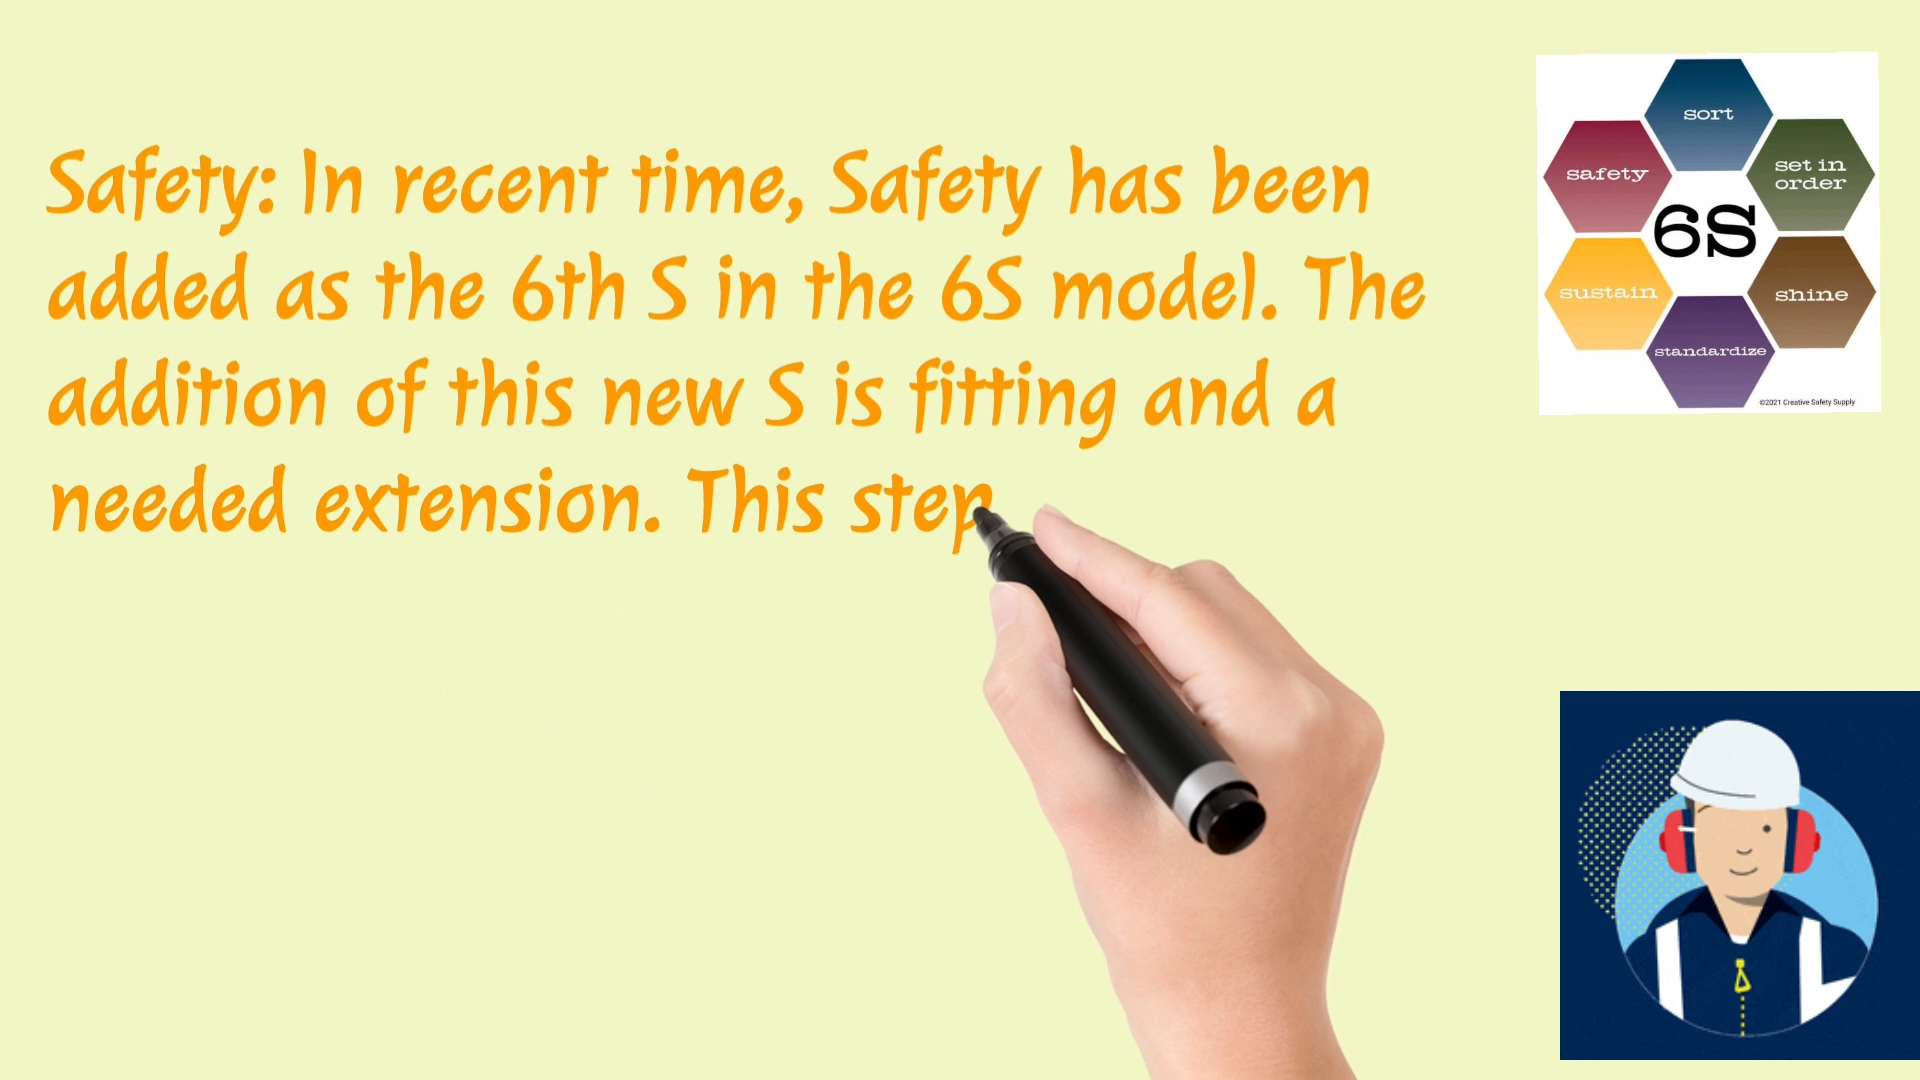 Safety: In recent time, Safety has been
added as the 6th S in the 6S model. The
addition of this new S is fitting and a
needed extension. This step
sort
safety
set in
order
6S
sustain
shine
standardize
©2021 Creative Safety Supply